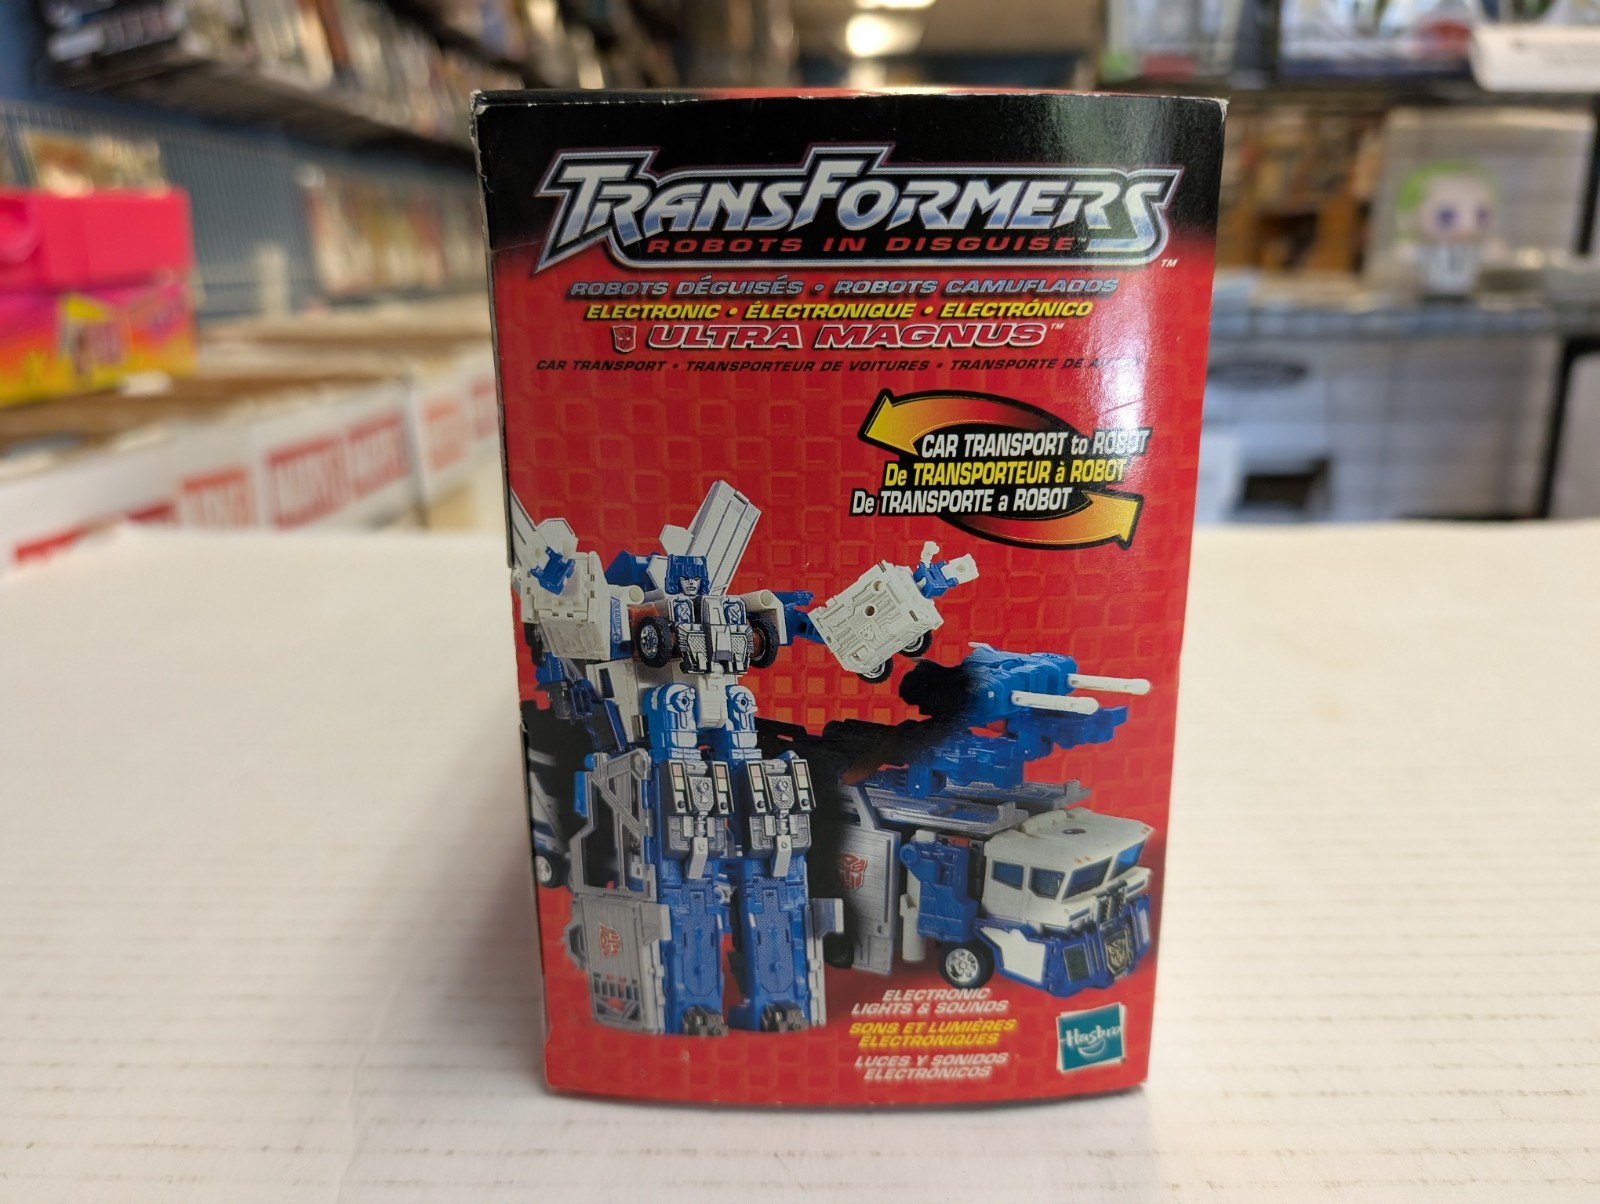 TRANSFORMERS
ROBOTS IN DISGUISE™
TM
ROBOTS DÉGUISÉS • ROBOTS CAMUFLADOS
ELECTRONIC • ÉLECTRONIQUE • ELECTRÓNICO
ULTRA MAGNUS™
CAR TRANSPORT • TRANSPORTEUR DE VOITURES • TRANSPORTE DE
CAR TRANSPORT to ROBOT
De TRANSPORTEUR à ROBOT
De TRANSPORTE a ROBOT
ELECTRONIC
LIGHTS & SOUNDS
SONS ET LUMIÈRES
ÉLECTRONIQUES
LUCES Y SONIDOS
ELECTRÓNICOS
Hasbro